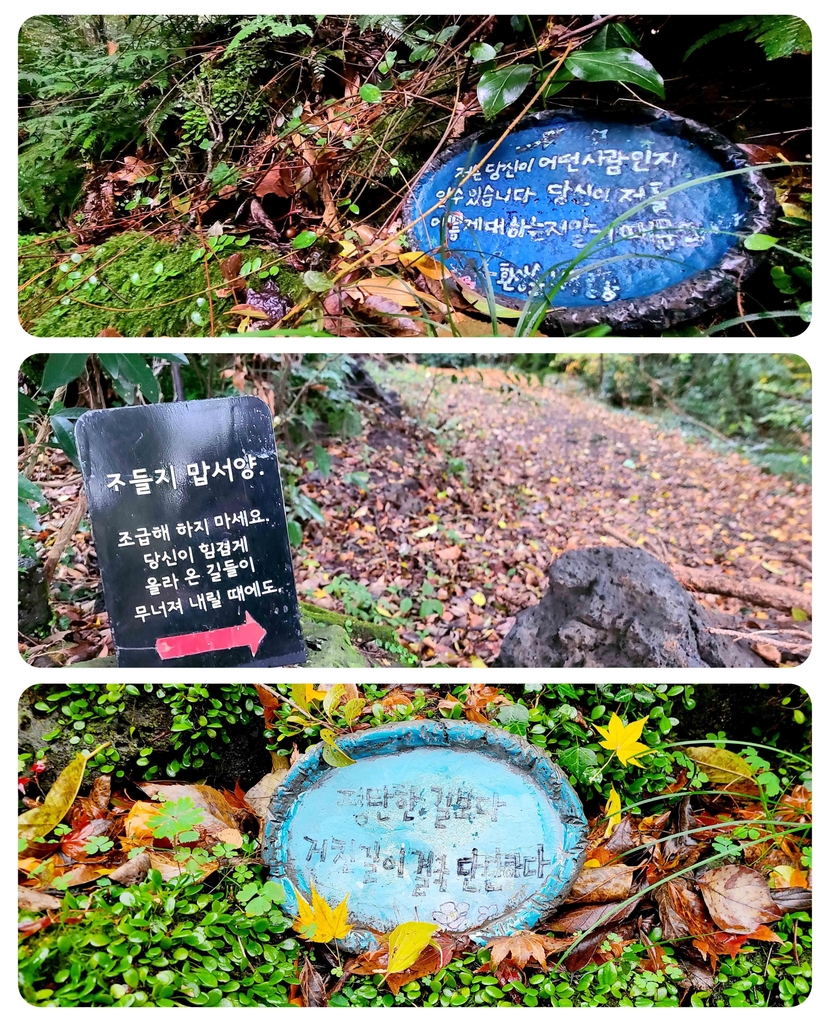 저는 당신이 어떤 사람인지
알 수 있습니다 당신이 저를
이렇게 대하는지만
조들지 맙서양.
조급해 하지 마세요.
당신이 힘겹게
올라 온 길들이
무너져 내릴 때에도.
평탄한 길보다
거친 길이 결국 단단하다